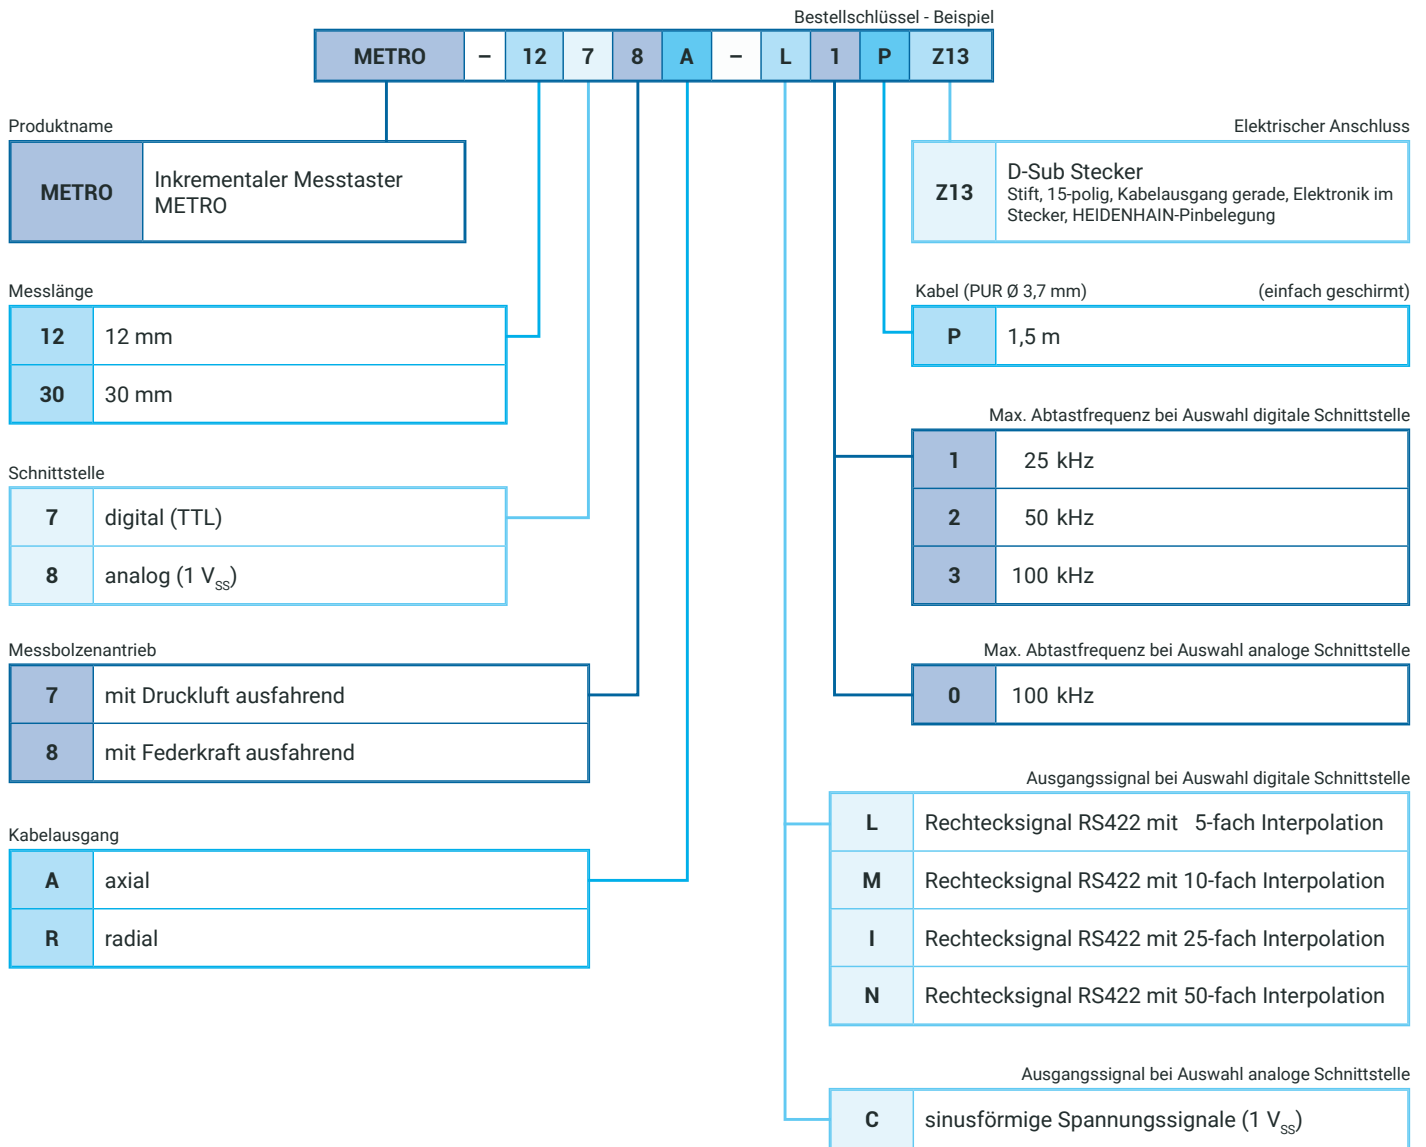 Bestellschlüssel - Beispiel
METRO – 12 7 8 A – L 1 P Z13
Produktname
METRO
Inkrementaler Messtaster
METRO
Messlänge
12 12 mm
30 30 mm
Schnittstelle
7 digital (TTL)
8 analog (1 VSS)
Messbolzenantrieb
7 mit Druckluft ausfahrend
8 mit Federkraft ausfahrend
Kabelausgang
A axial
R radial
Elektrischer Anschluss
Z13
D-Sub Stecker
Stift, 15-polig, Kabelausgang gerade, Elektronik im
Stecker, HEIDENHAIN-Pinbelegung
Kabel (PUR Ø 3,7 mm) (einfach geschirmt)
P 1,5 m
Max. Abtastfrequenz bei Auswahl digitale Schnittstelle
1 25 kHz
2 50 kHz
3 100 kHz
Max. Abtastfrequenz bei Auswahl analoge Schnittstelle
0 100 kHz
Ausgangssignal bei Auswahl digitale Schnittstelle
L Rechtecksignal RS422 mit 5-fach Interpolation
M Rechtecksignal RS422 mit 10-fach Interpolation
I Rechtecksignal RS422 mit 25-fach Interpolation
N Rechtecksignal RS422 mit 50-fach Interpolation
Ausgangssignal bei Auswahl analoge Schnittstelle
C sinusförmige Spannungssignale (1 VSS)